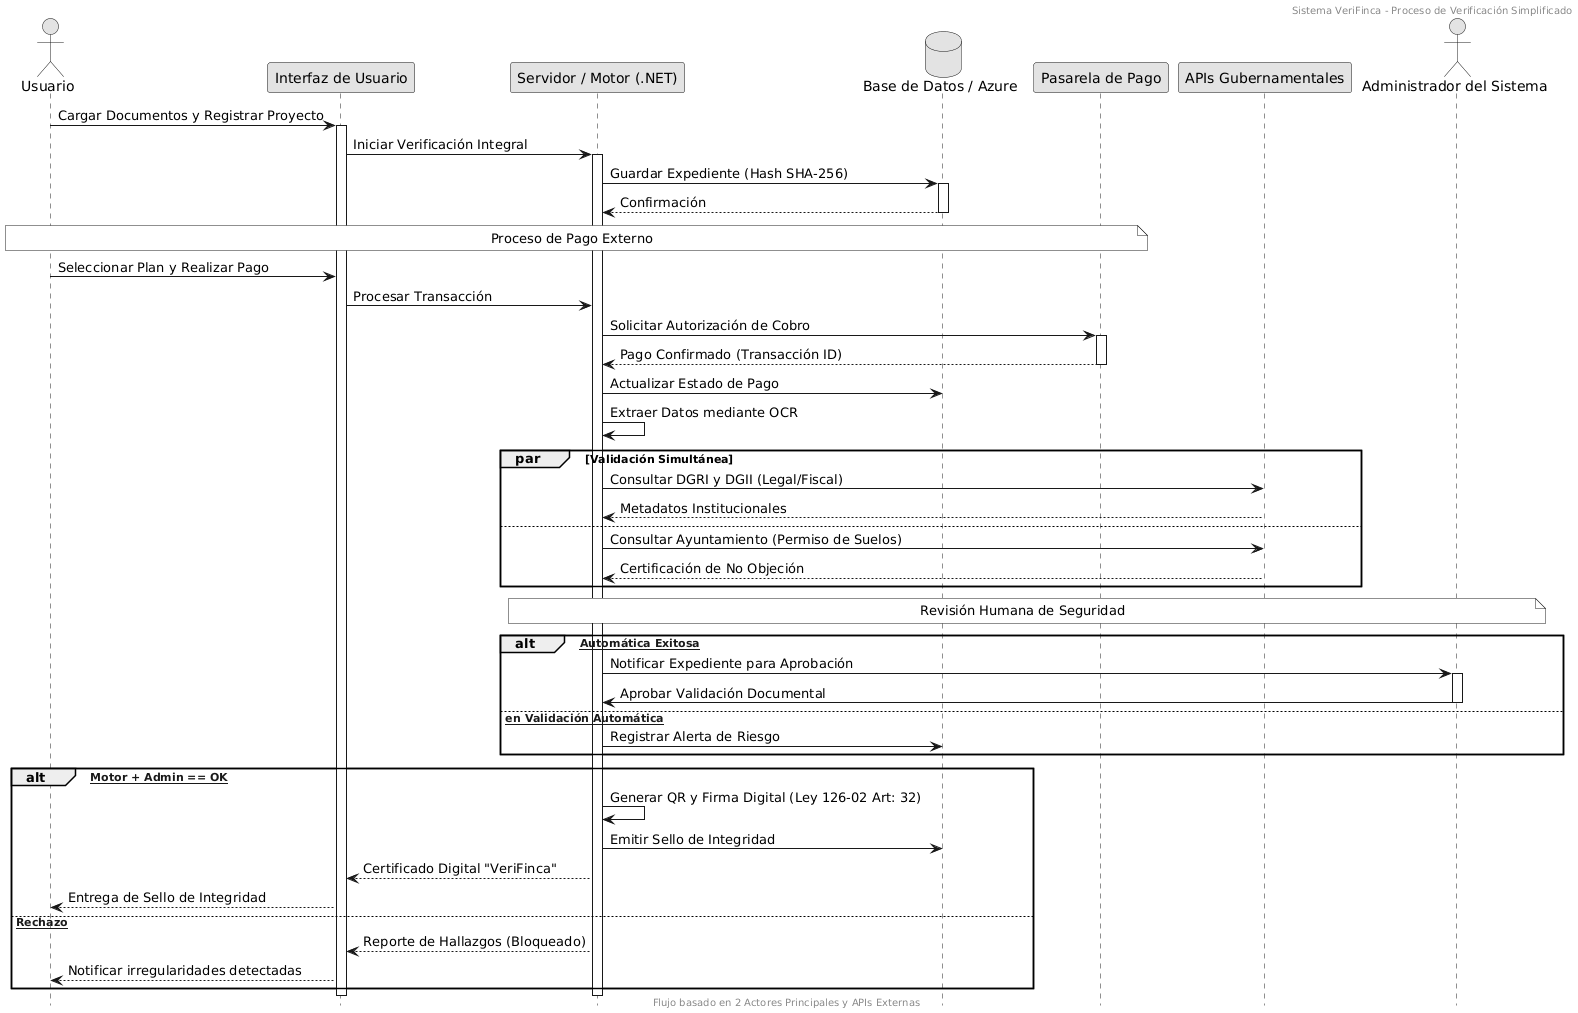 Sistema VeriFinca - Proceso de Verificación Simplificado
Usuario
Interfaz de Usuario
Servidor / Motor (.NET)
Base de Datos / Azure
Pasarela de Pago
APIs Gubernamentales
Administrador del Sistema
Cargar Documentos y Registrar Proyecto
Iniciar Verificación Integral
Guardar Expediente (Hash SHA-256)
Confirmación
Proceso de Pago Externo
Seleccionar Plan y Realizar Pago
Procesar Transacción
Solicitar Autorización de Cobro
Pago Confirmado (Transacción ID)
Actualizar Estado de Pago
Extraer Datos mediante OCR
par [Validación Simultánea]
Consultar DGRI y DGII (Legal/Fiscal)
Metadatos Institucionales
Consultar Ayuntamiento (Permiso de Suelos)
Certificación de No Objeción
Revisión Humana de Seguridad
alt Automática Exitosa
Notificar Expediente para Aprobación
Aprobar Validación Documental
en Validación Automática
Registrar Alerta de Riesgo
alt Motor + Admin == OK
Generar QR y Firma Digital (Ley 126-02 Art: 32)
Emitir Sello de Integridad
Certificado Digital "VeriFinca"
Entrega de Sello de Integridad
Rechazo
Reporte de Hallazgos (Bloqueado)
Notificar irregularidades detectadas
Flujo basado en 2 Actores Principales y APIs Externas